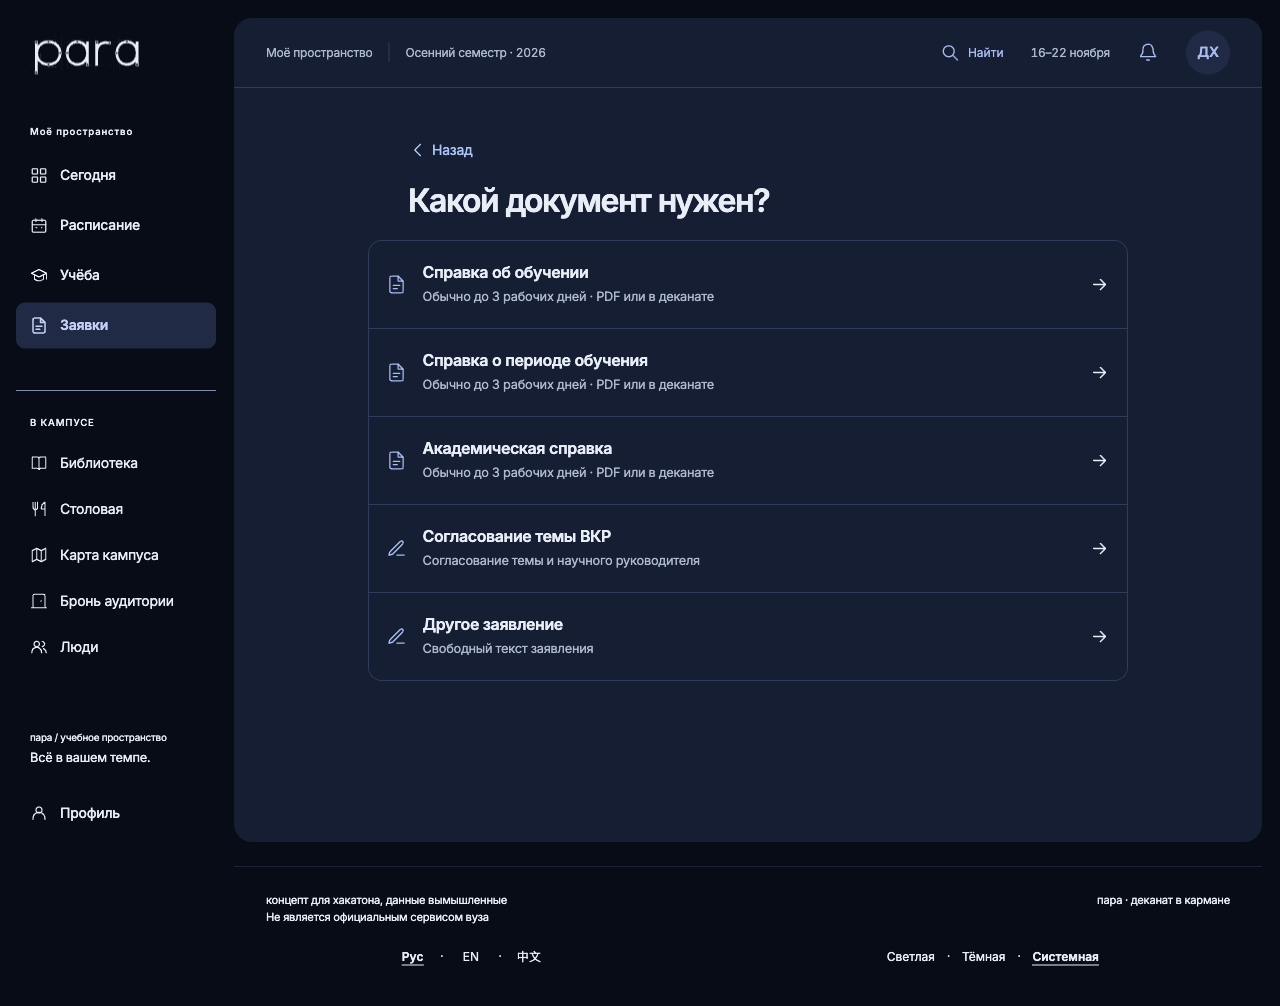 para
Моё пространство
Сегодня
Расписание
Учёба
Заявки
В КАМПУСЕ
Библиотека
Столовая
Карта кампуса
Бронь аудитории
Люди
пара / учебное пространство
Всё в вашем темпе.
Профиль
Моё пространство
Осенний семестр · 2026
Найти
16–22 ноября
ДХ
Назад
Какой документ нужен?
Справка об обучении
Обычно до 3 рабочих дней · PDF или в деканате
Справка о периоде обучения
Обычно до 3 рабочих дней · PDF или в деканате
Академическая справка
Обычно до 3 рабочих дней · PDF или в деканате
Согласование темы ВКР
Согласование темы и научного руководителя
Другое заявление
Свободный текст заявления
концепт для хакатона, данные вымышленные
Не является официальным сервисом вуза
пара · деканат в кармане
Рус · EN · 中文
Светлая · Тёмная · Системная